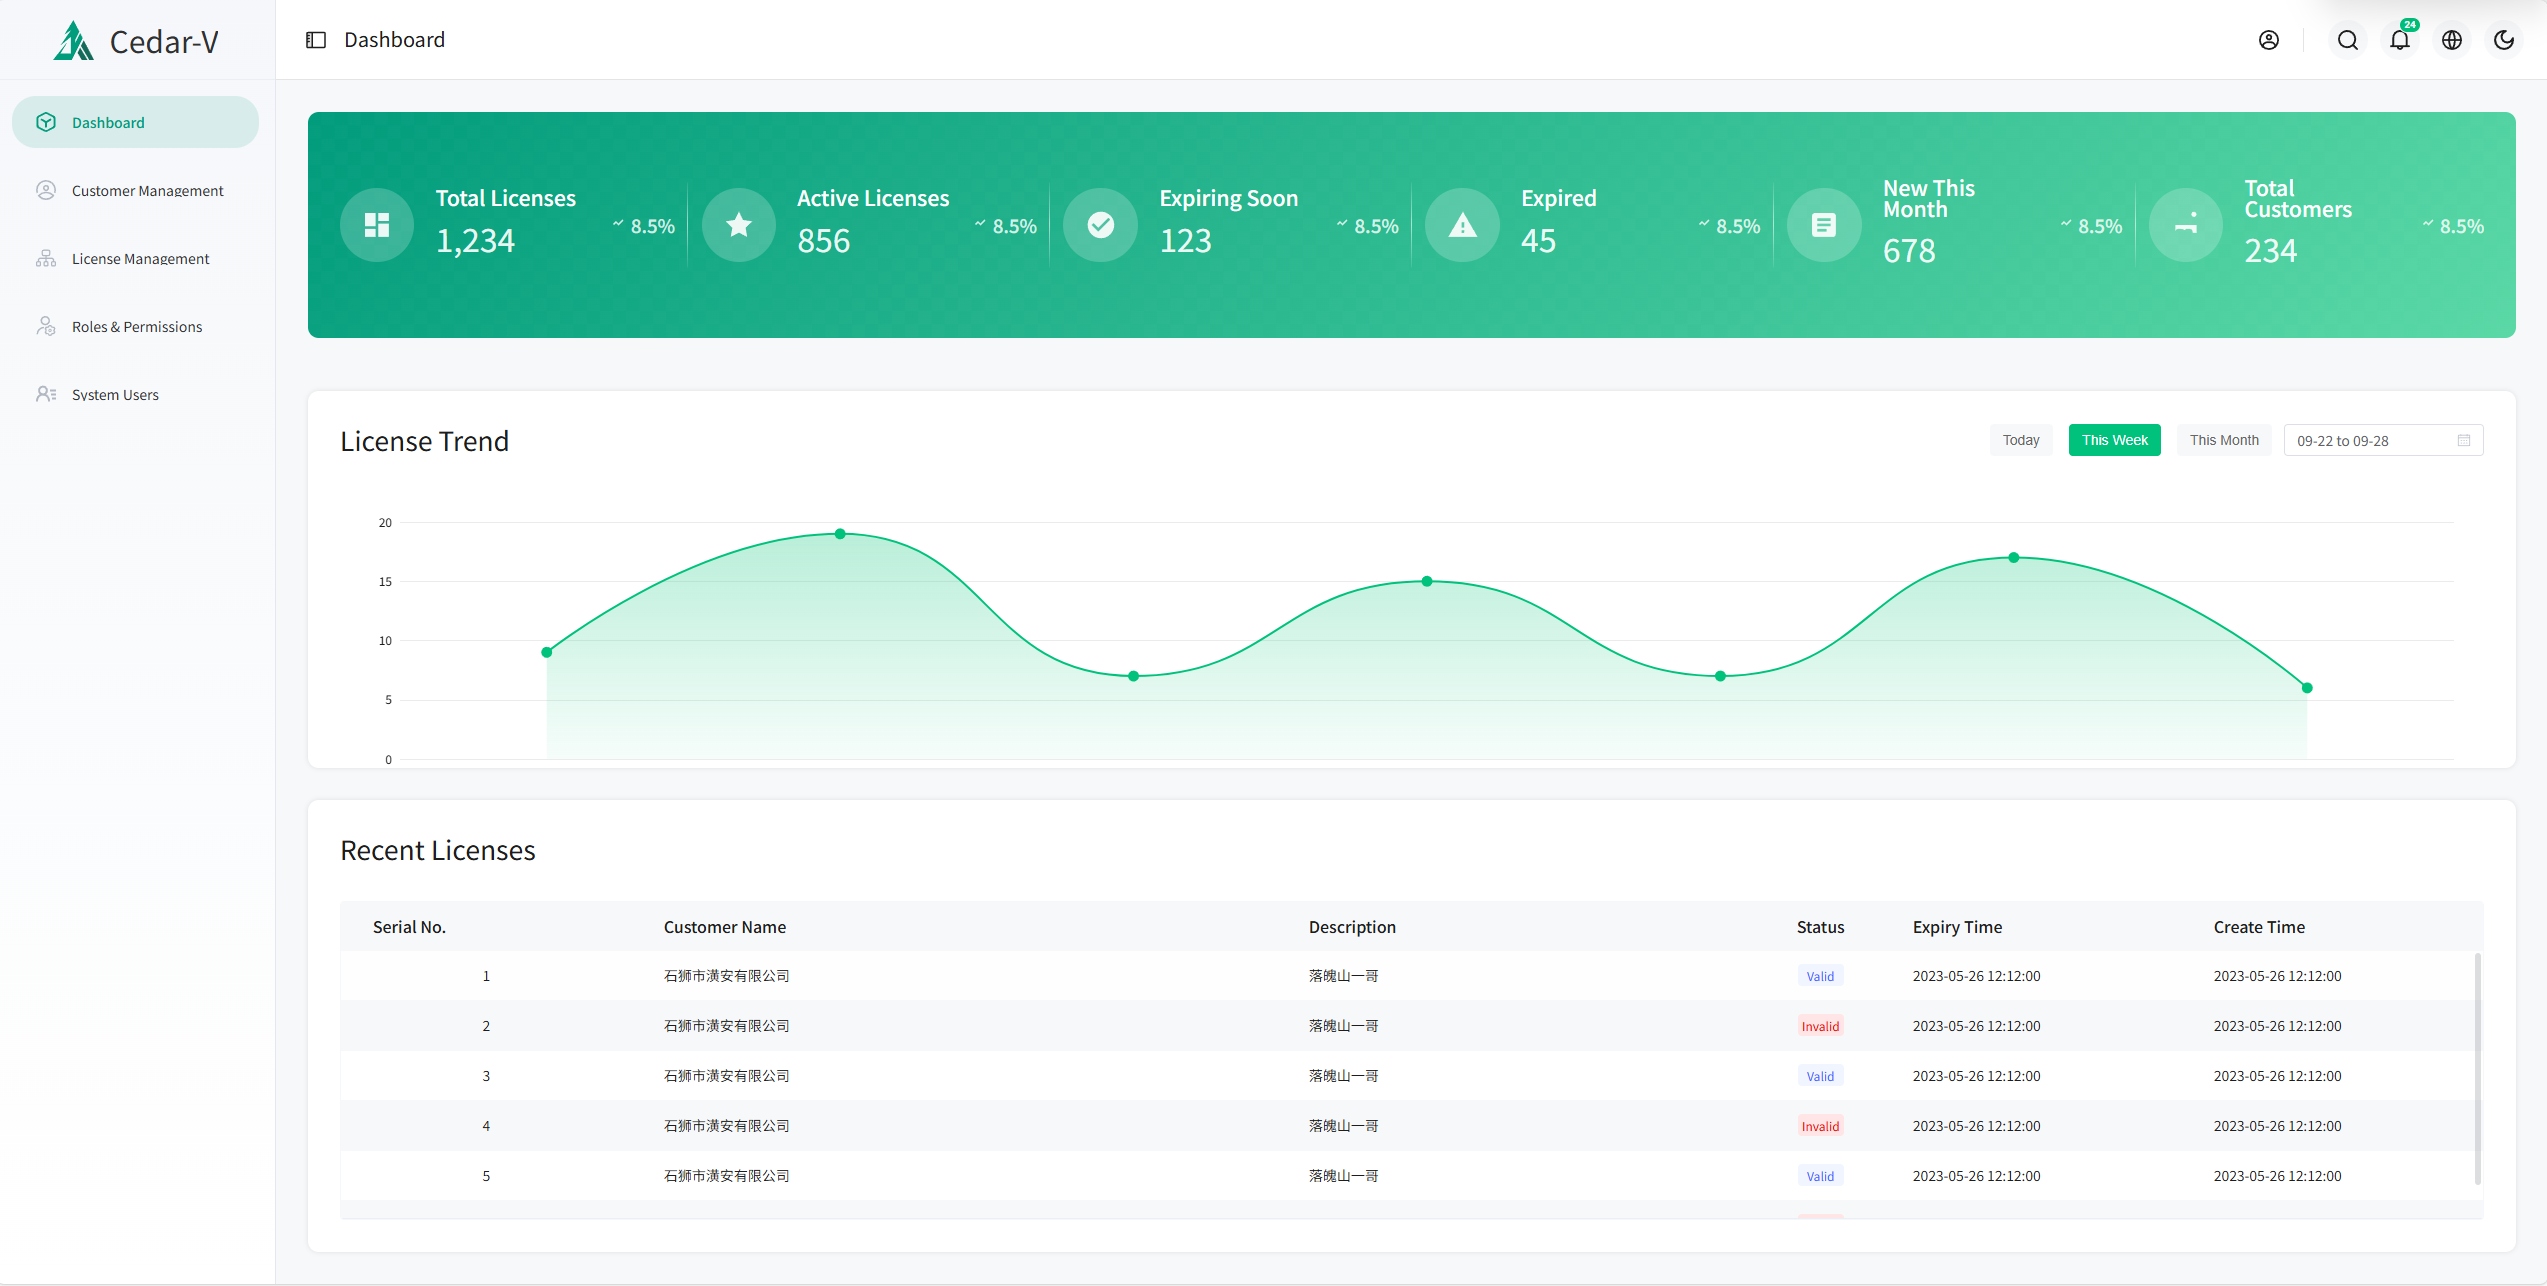 Cedar-V
Dashboard
24
Dashboard
Customer Management
License Management
Roles & Permissions
System Users
Total Licenses
1,234
8.5%
Active Licenses
856
8.5%
Expiring Soon
123
8.5%
Expired
45
8.5%
New This
Month
678
8.5%
Total
Customers
234
8.5%
License Trend
Today
This Week
This Month
09-22 to 09-28
20
15
10
5
0
Recent Licenses
Serial No. Customer Name Description Status Expiry Time Create Time
1 石狮市潢安有限公司 落魄山一哥 Valid 2023-05-26 12:12:00 2023-05-26 12:12:00
2 石狮市潢安有限公司 落魄山一哥 Invalid 2023-05-26 12:12:00 2023-05-26 12:12:00
3 石狮市潢安有限公司 落魄山一哥 Valid 2023-05-26 12:12:00 2023-05-26 12:12:00
4 石狮市潢安有限公司 落魄山一哥 Invalid 2023-05-26 12:12:00 2023-05-26 12:12:00
5 石狮市潢安有限公司 落魄山一哥 Valid 2023-05-26 12:12:00 2023-05-26 12:12:00